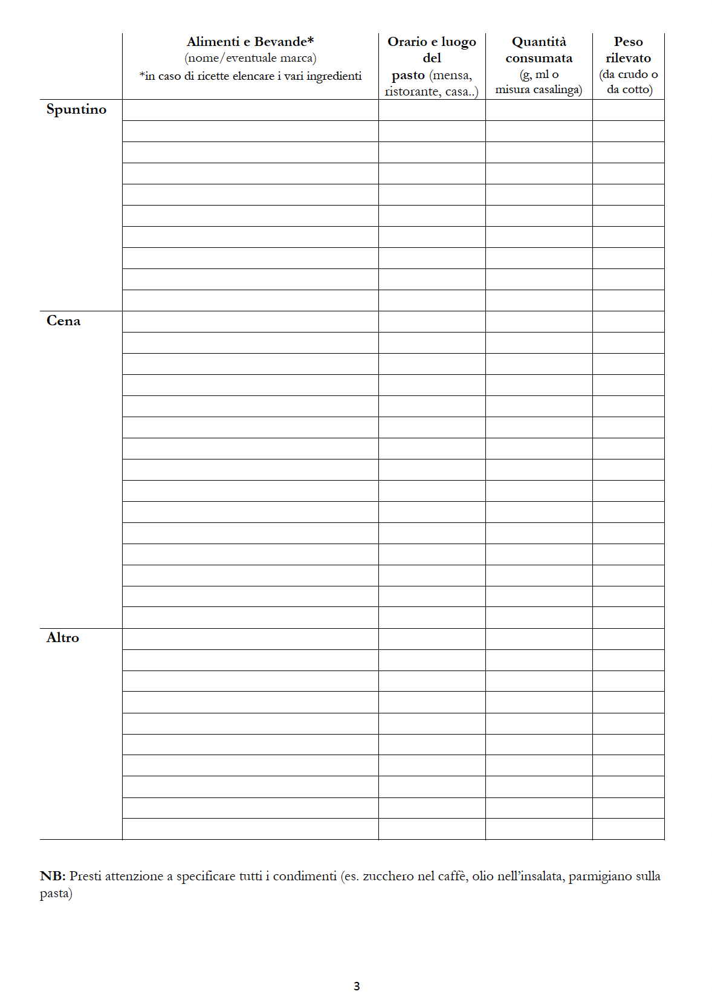 Alimenti e Bevande*
(nome/eventuale marca)
*in caso di ricette elencare i vari ingredienti
Orario e luogo
del
pasto (mensa,
ristorante, casa..)
Quantità
consumata
(g, ml o
misura casalinga)
Peso
rilevato
(da crudo o
da cotto)
Spuntino
Cena
Altro
NB: Presti attenzione a specificare tutti i condimenti (es. zucchero nel caffè, olio nell’insalata, parmigiano sulla
pasta)
3